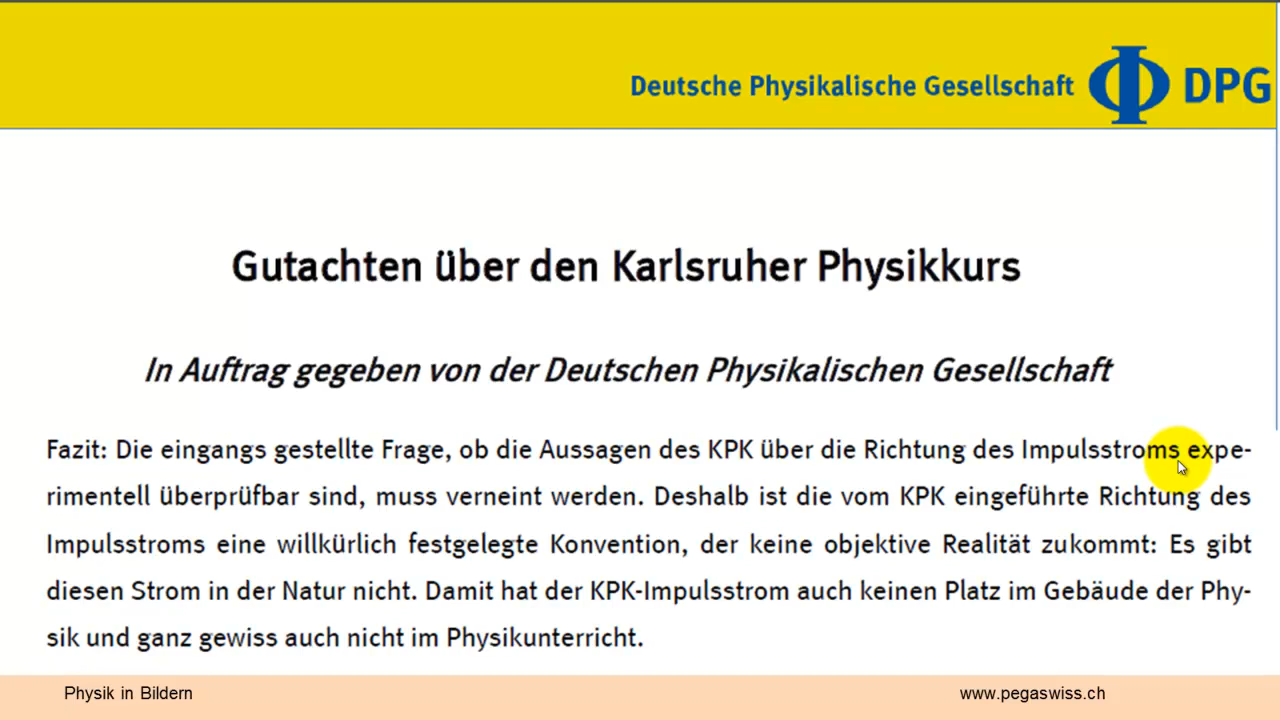 Deutsche Physikalische Gesellschaft DPG
Gutachten über den Karlsruher Physikkurs
In Auftrag gegeben von der Deutschen Physikalischen Gesellschaft
Fazit: Die eingangs gestellte Frage, ob die Aussagen des KPK über die Richtung des Impulsstroms expe-
rimentell überprüfbar sind, muss verneint werden. Deshalb ist die vom KPK eingeführte Richtung des
Impulsstroms eine willkürlich festgelegte Konvention, der keine objektive Realität zukommt: Es gibt
diesen Strom in der Natur nicht. Damit hat der KPK-Impulsstrom auch keinen Platz im Gebäude der Phy-
sik und ganz gewiss auch nicht im Physikunterricht.
Physik in Bildern
www.pegaswiss.ch